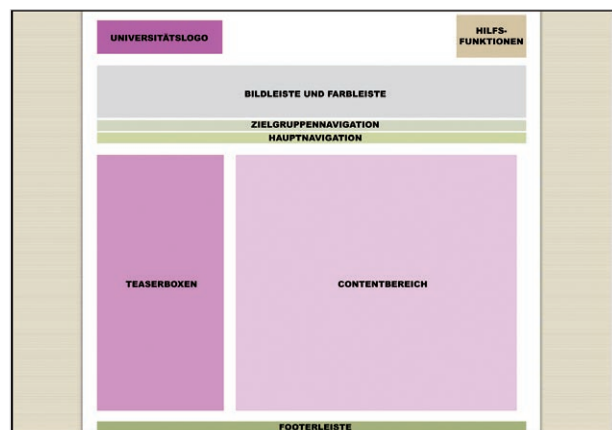 UNIVERSITÄTSLOGO
HILFS-
FUNKTIONEN
BILDLEISTE UND FARBLEISTE
ZIELGRUPPENNAVIGATION
HAUPTNAVIGATION
TEASERBOXEN
CONTENTBEREICH
FOOTERLEISTE